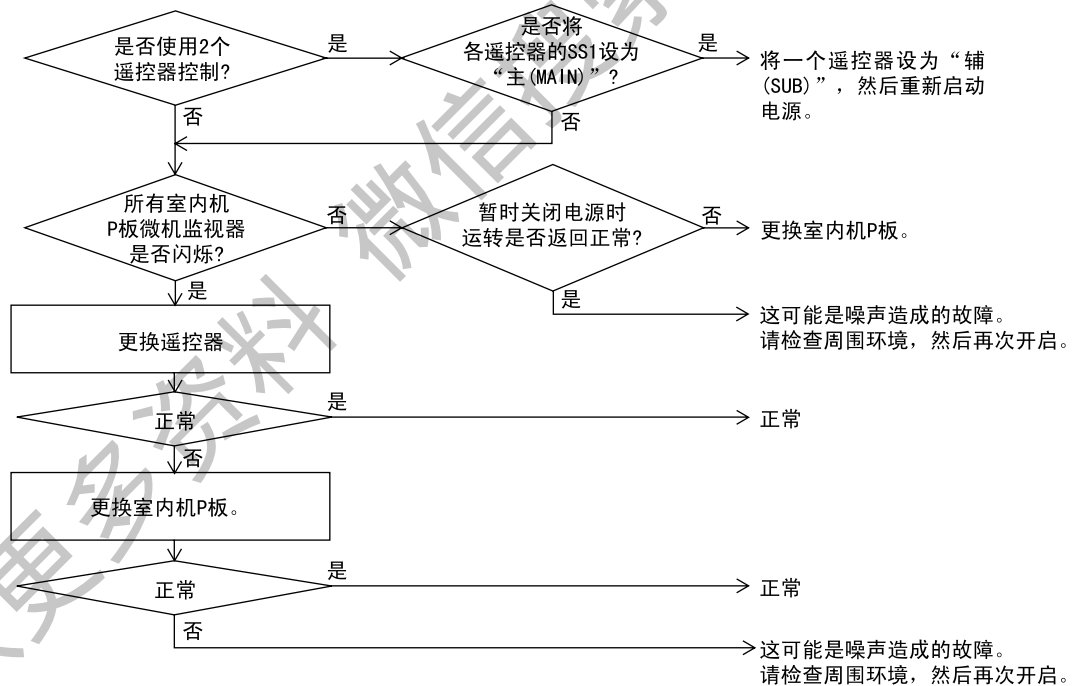 是否使用2个
遥控器控制?
是
是否将
各遥控器的SS1设为
“主(MAIN)”?
是
将一个遥控器设为“辅
(SUB)”，然后重新启动
电源。
否
否
所有室内机
P板微机监视器
是否闪烁?
否
暂时关闭电源时
运转是否返回正常?
否
更换室内机P板。
是
是
这可能是噪声造成的故障。
请检查周围环境，然后再次开启。
更换遥控器
正常
是
正常
否
更换室内机P板。
正常
是
正常
否
这可能是噪声造成的故障。
请检查周围环境，然后再次开启。
更多资料 微信搜索